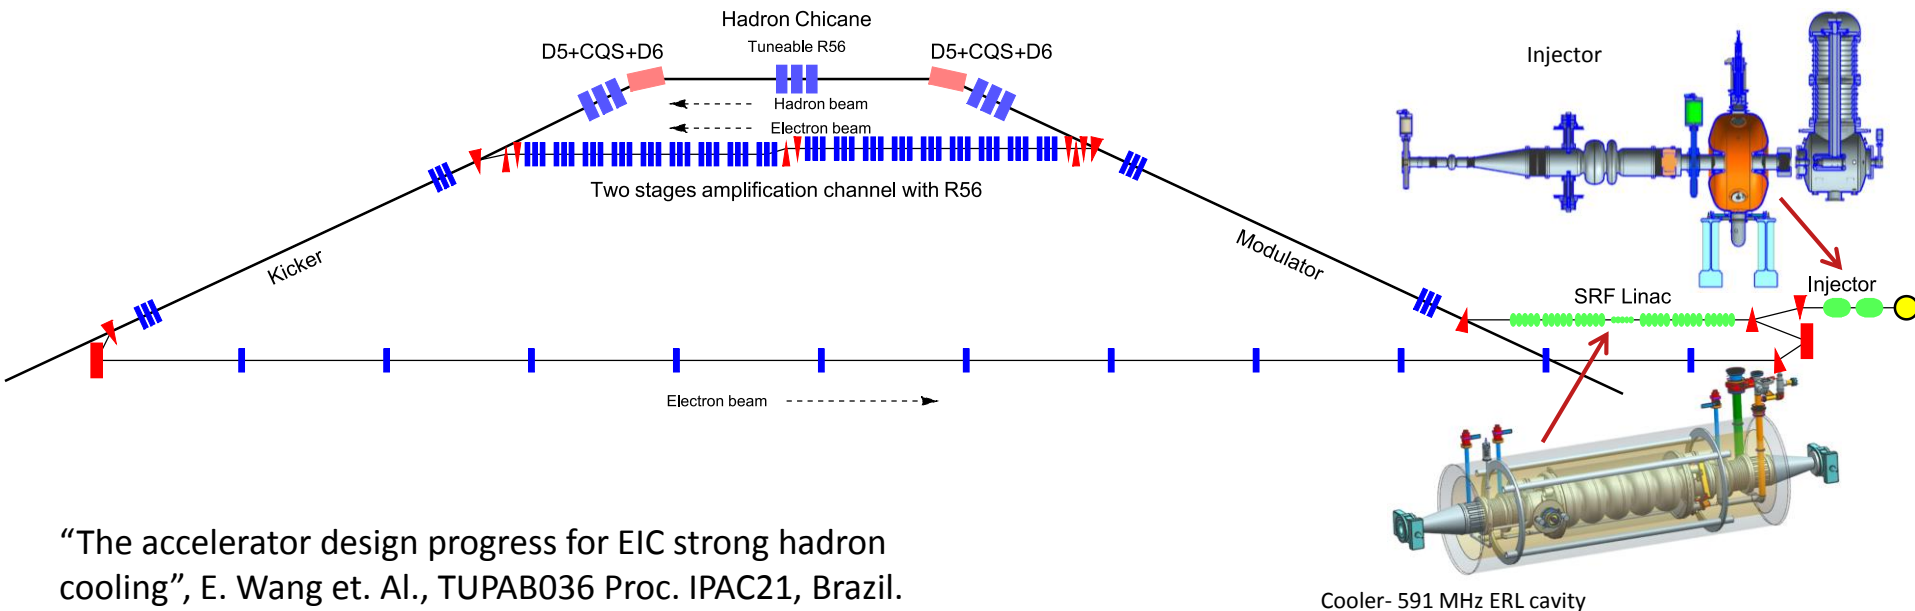 Hadron Chicane
D5+CQS+D6
Tuneable R56
D5+CQS+D6
Injector
Hadron beam
Electron beam
Two stages amplification channel with R56
Kicker
Modulator
SRF Linac
Injector
Electron beam
“The accelerator design progress for EIC strong hadron
cooling”, E. Wang et. Al., TUPAB036 Proc. IPAC21, Brazil.
Cooler- 591 MHz ERL cavity